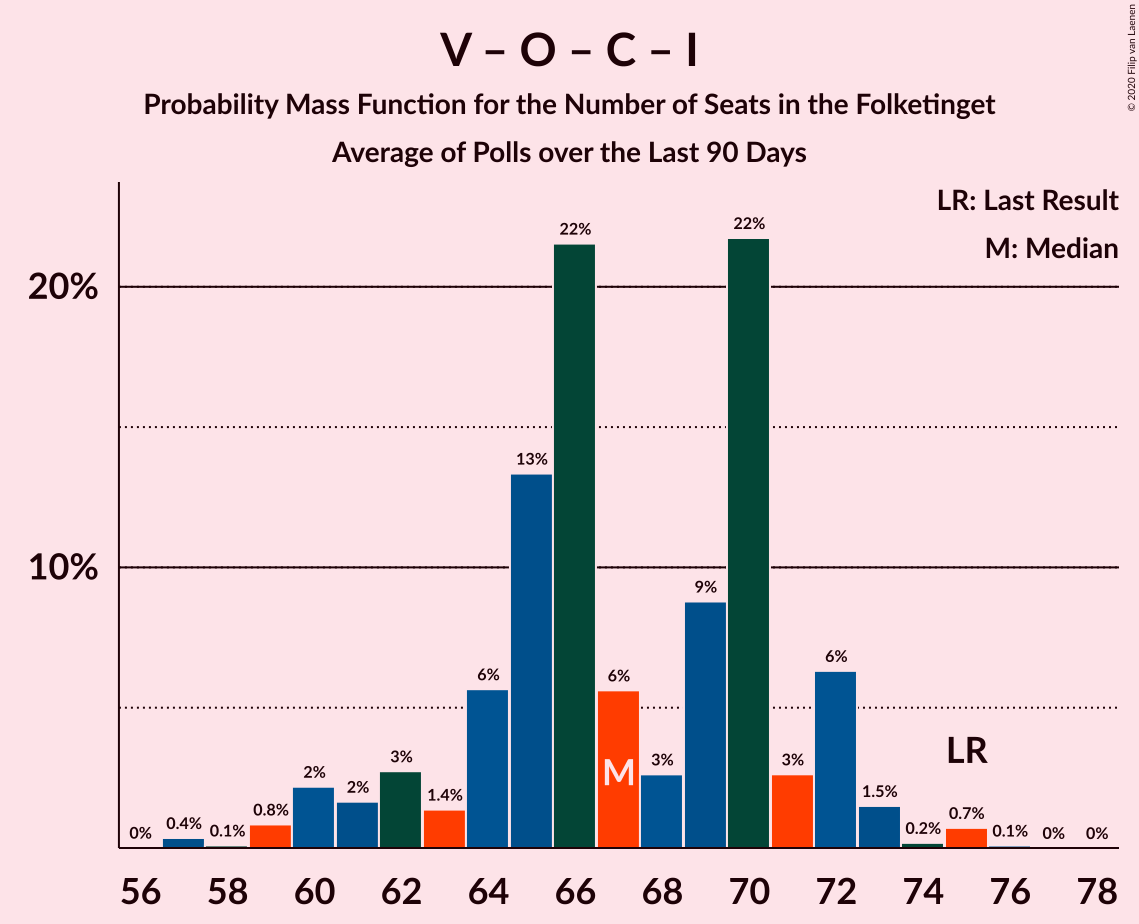 V – O – C – I
Probability Mass Function for the Number of Seats in the Folketinget
Average of Polls over the Last 90 Days
© 2020 Filip van Laenen
LR: Last Result
M: Median
20%
10%
0%
0.4%
0.1%
0.8%
2%
2%
3%
1.4%
6%
13%
22%
6%
3%
9%
22%
3%
6%
1.5%
0.2%
0.7%
0.1%
0%
0%
M
LR
56 58 60 62 64 66 68 70 72 74 76 78